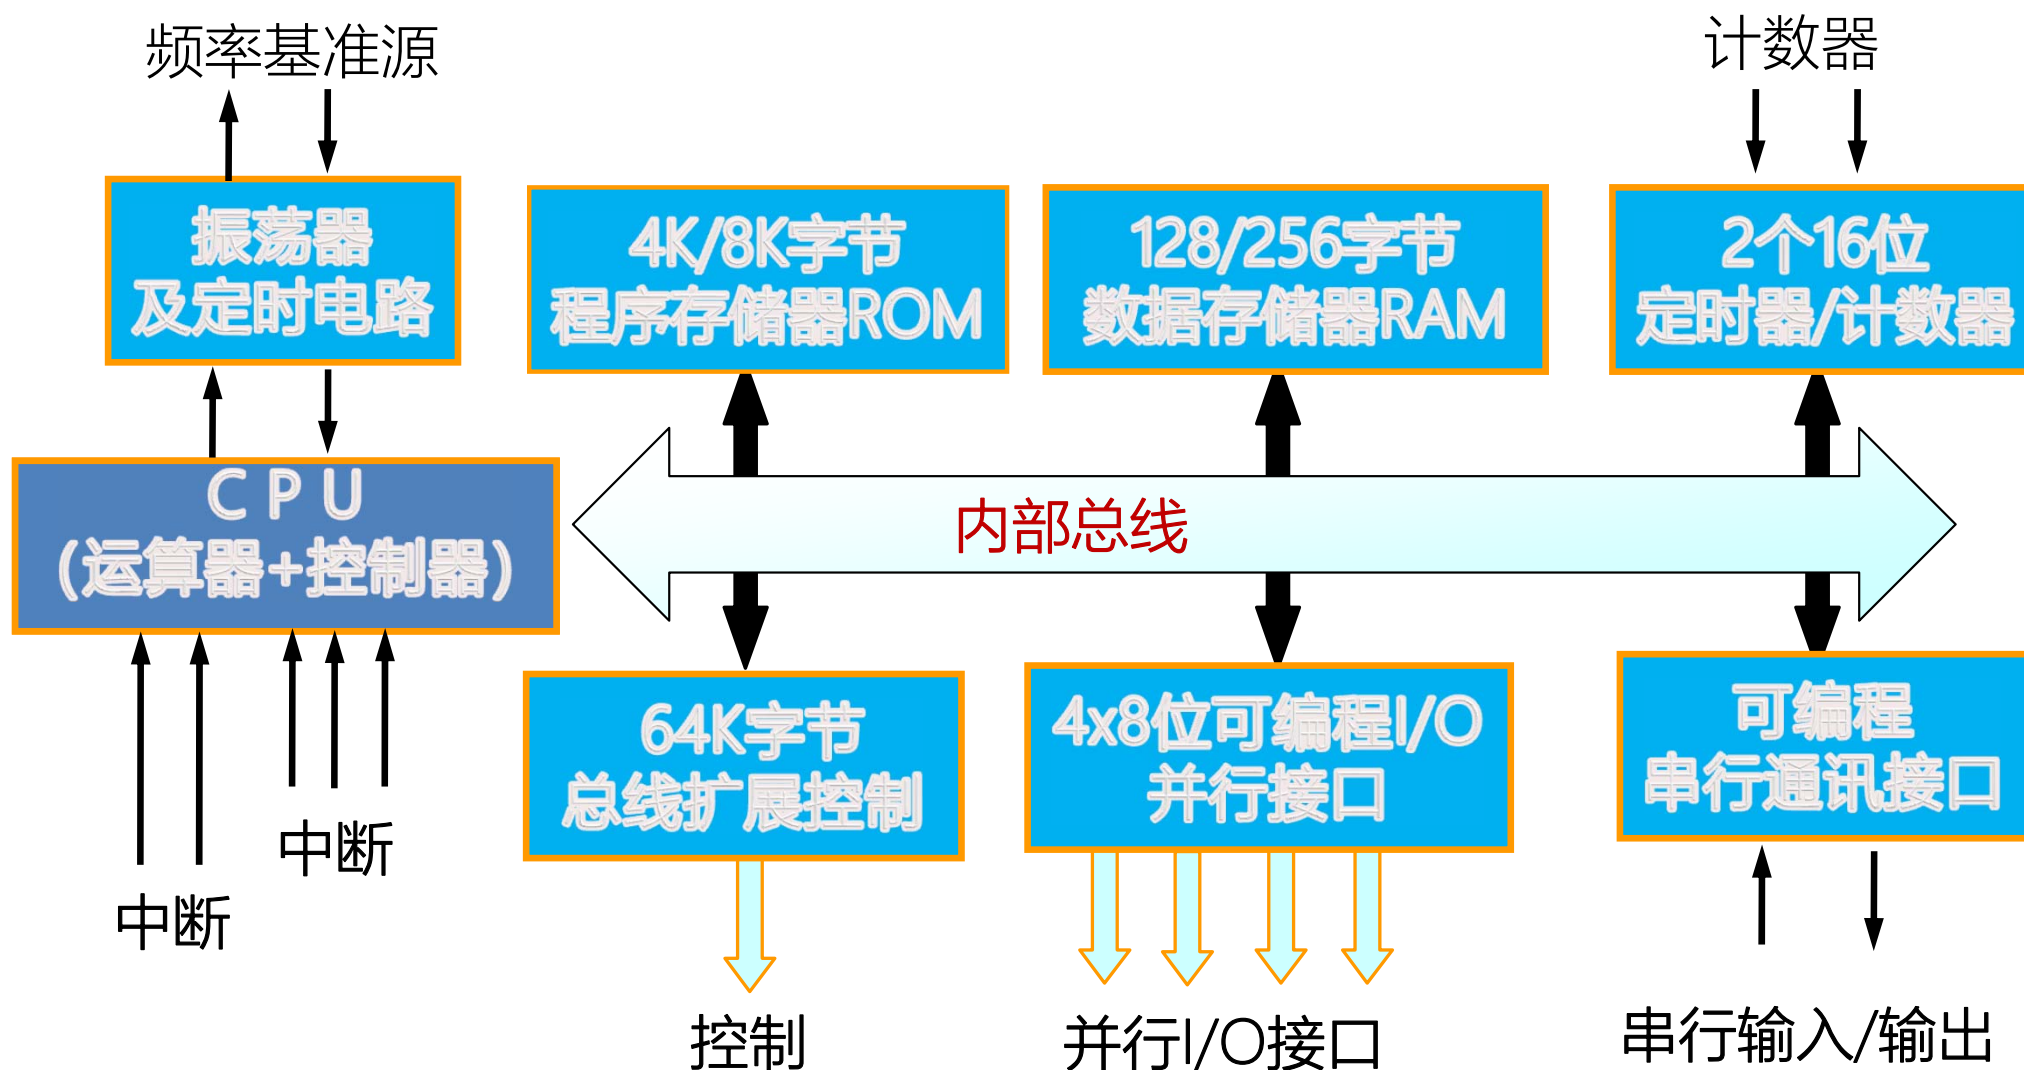 频率基准源
计数器
振荡器
及定时电路
4K/8K字节
程序存储器ROM
128/256字节
数据存储器RAM
2个16位
定时器/计数器
C P U
(运算器+控制器)
内部总线
64K字节
总线扩展控制
4x8位可编程I/O
并行接口
可编程
串行通讯接口
中断
中断
控制
并行I/O接口
串行输入/输出